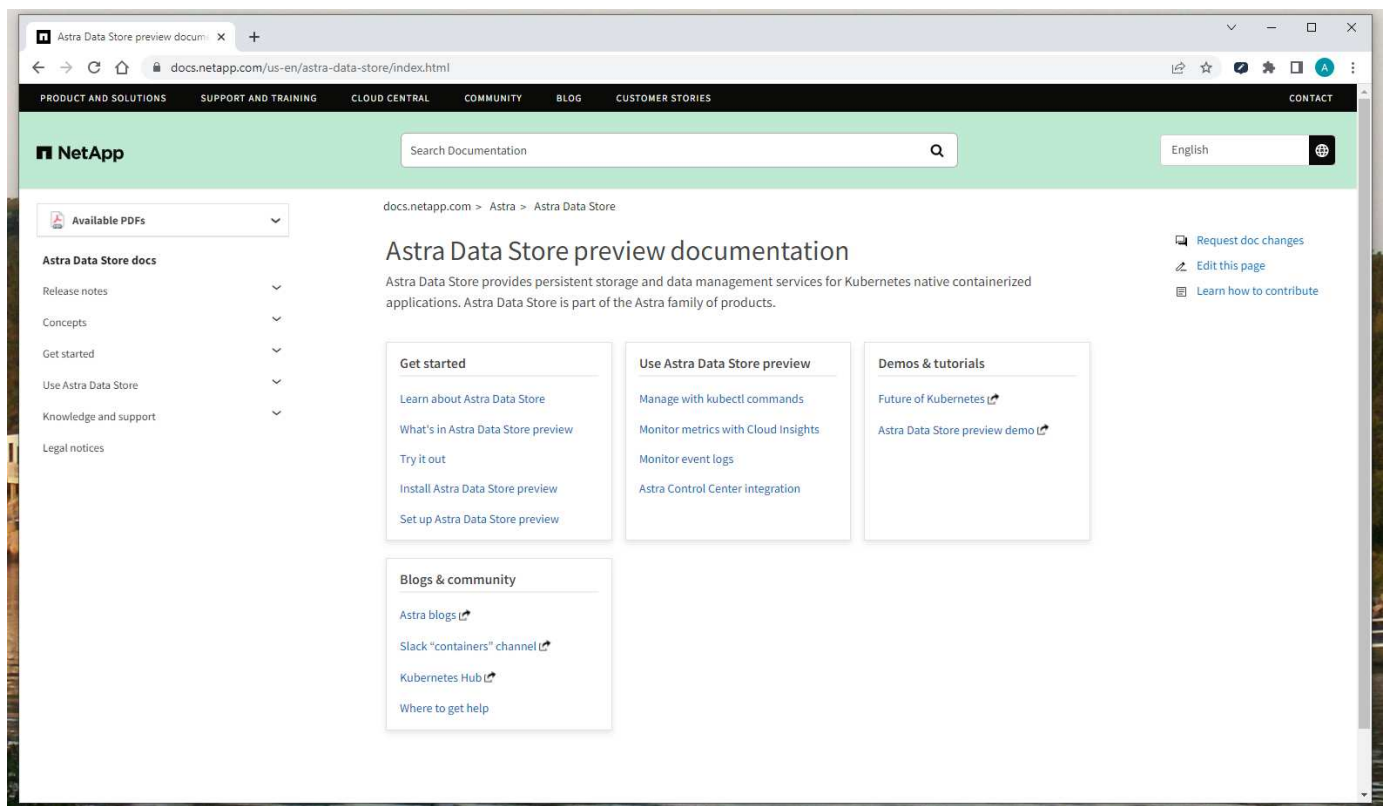 Astra Data Store preview docum
docs.netapp.com/us-en/astra-data-store/index.html
A
PRODUCT AND SOLUTIONS SUPPORT AND TRAINING CLOUD CENTRAL COMMUNITY BLOG CUSTOMER STORIES CONTACT
NetApp
Search Documentation
English
Available PDFs
Astra Data Store docs
Release notes
Concepts
Get started
Use Astra Data Store
Knowledge and support
Legal notices
docs.netapp.com > Astra > Astra Data Store
Astra Data Store preview documentation
Astra Data Store provides persistent storage and data management services for Kubernetes native containerized
applications. Astra Data Store is part of the Astra family of products.
Request doc changes
Edit this page
Learn how to contribute
Get started
Learn about Astra Data Store
What's in Astra Data Store preview
Try it out
Install Astra Data Store preview
Set up Astra Data Store preview
Use Astra Data Store preview
Manage with kubectl commands
Monitor metrics with Cloud Insights
Monitor event logs
Astra Control Center integration
Demos & tutorials
Future of Kubernetes
Astra Data Store preview demo
Blogs & community
Astra blogs
Slack “containers” channel
Kubernetes Hub
Where to get help